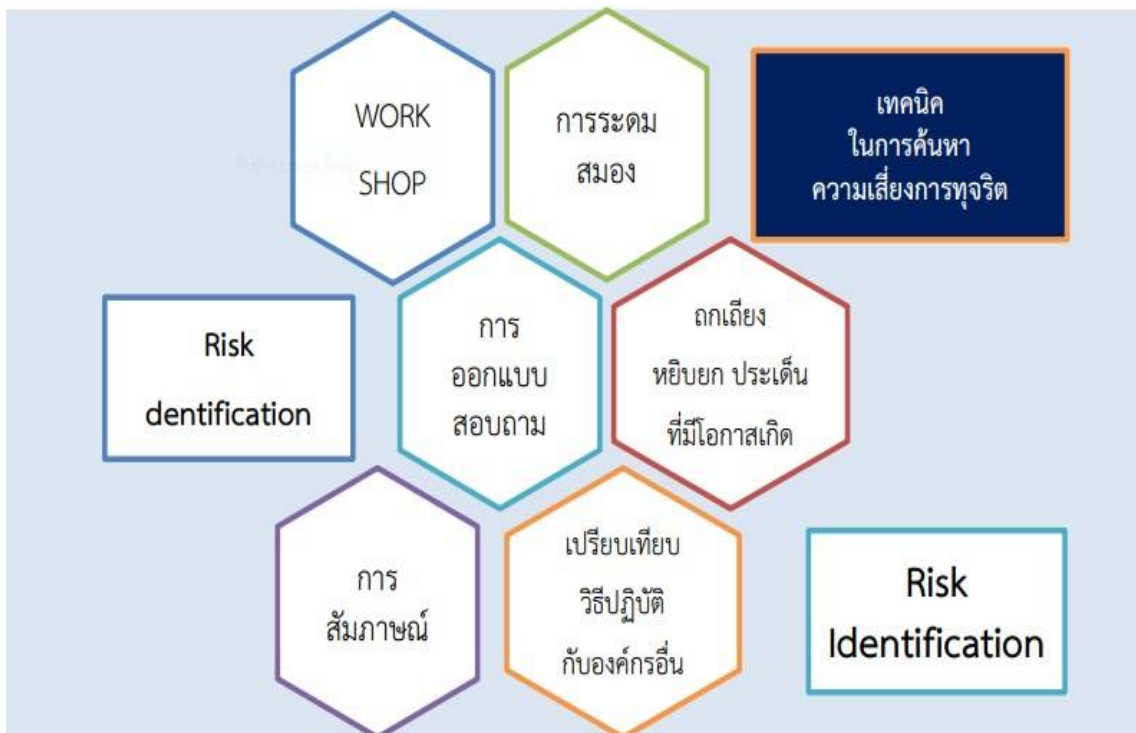 WORK
SHOP
การระดม
สมอง
เทคนิค
ในการค้นหา
ความเสี่ยงการทุจริต
Risk
dentification
การ
ออกแบบ
สอบถาม
ถกเถียง
หยิบยก ประเด็น
ที่มีโอกาสเกิด
การ
สัมภาษณ์
เปรียบเทียบ
วิธีปฏิบัติ
กับองค์กรอื่น
Risk
Identification